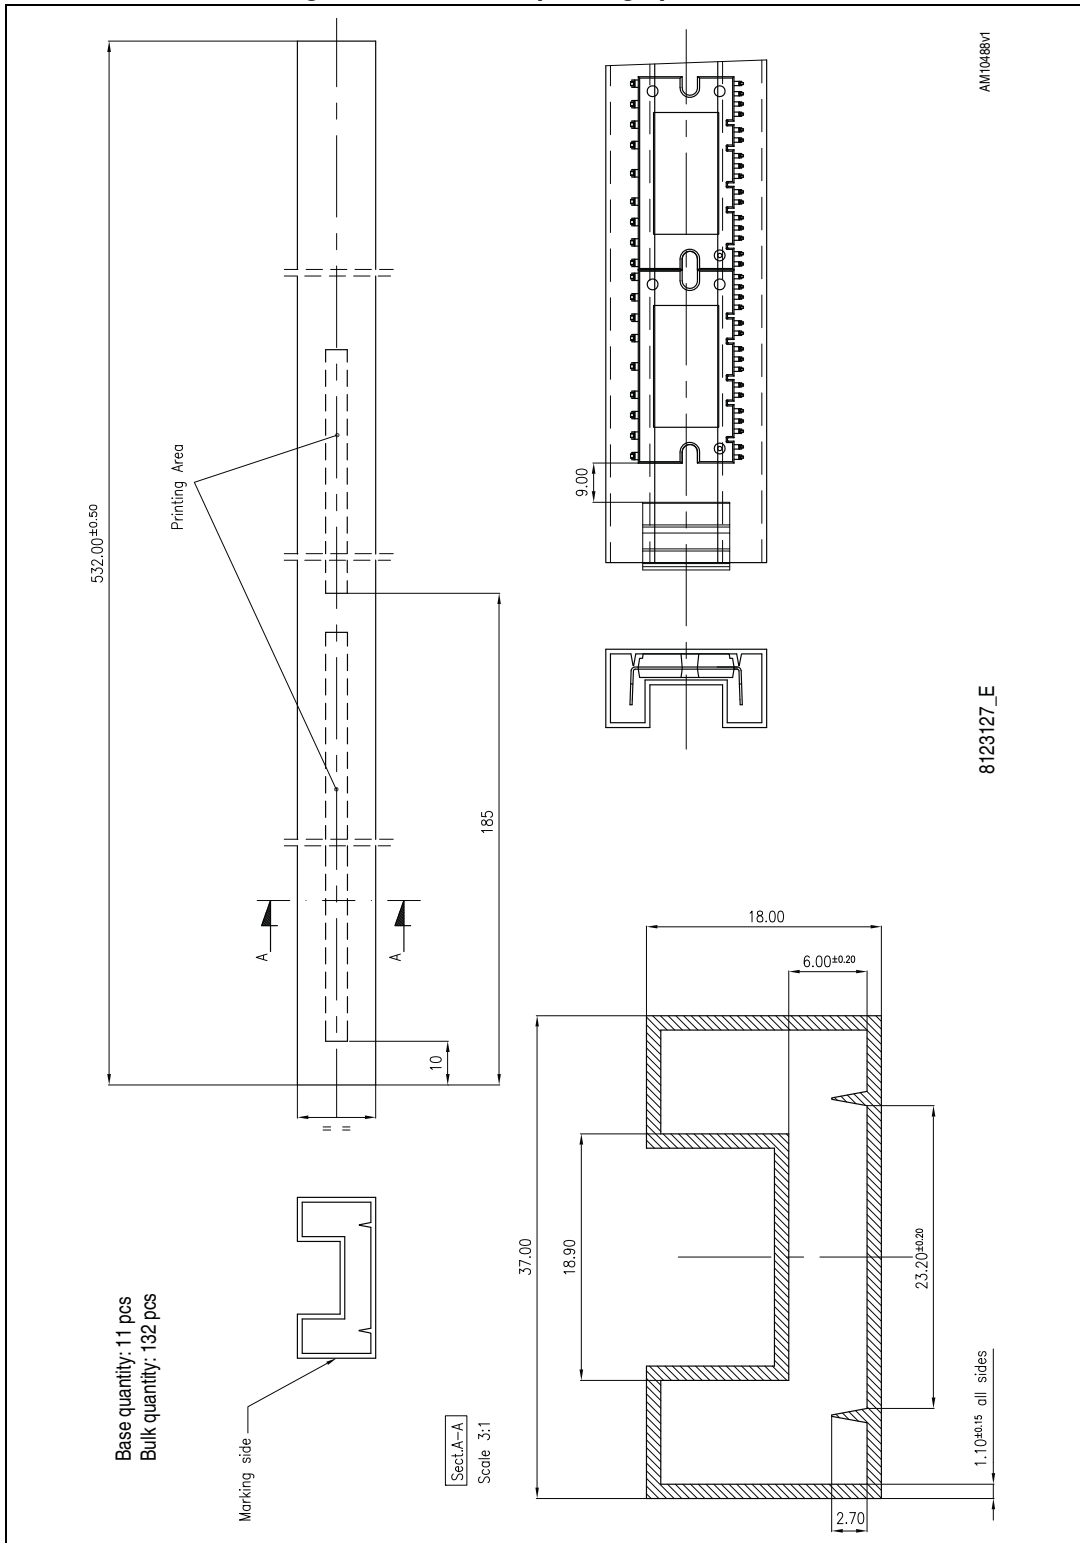 Base quantity: 11 pcs
Bulk quantity: 132 pcs
Marking side
532.00±0.50
Printing Area
A
A
10
185
= =
9.00
AM10488v1
8123127_E
Sect.A-A
Scale 3:1
37.00
18.90
18.00
6.00±0.20
23.20±0.20
2.70
1.10±0.15 all sides